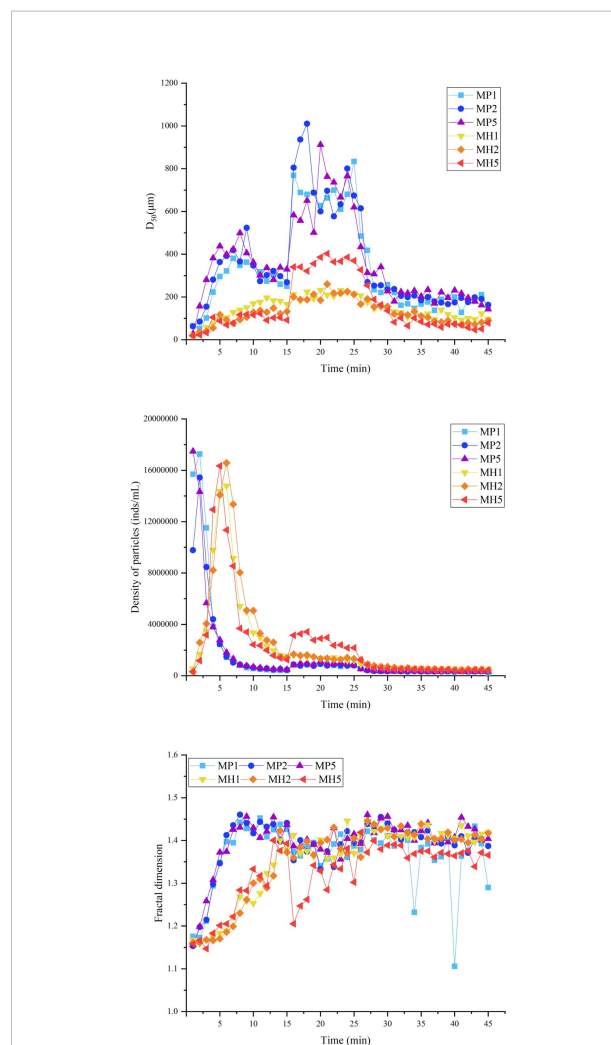 1200
1000
800
600
400
200
0
D50(μm)
MP1
MP2
MP5
MH1
MH2
MH5
5 10 15 20 25 30 35 40 45
Time (min)
20000000
16000000
12000000
8000000
4000000
0
Density of particles (inds/mL)
MP1
MP2
MP5
MH1
MH2
MH5
5 10 15 20 25 30 35 40 45
Time (min)
1.6
1.5
1.4
1.3
1.2
1.1
1.0
Fractal dimension
MP1 MP2 MP5
MH1 MH2 MH5
5 10 15 20 25 30 35 40 45
Time (min)